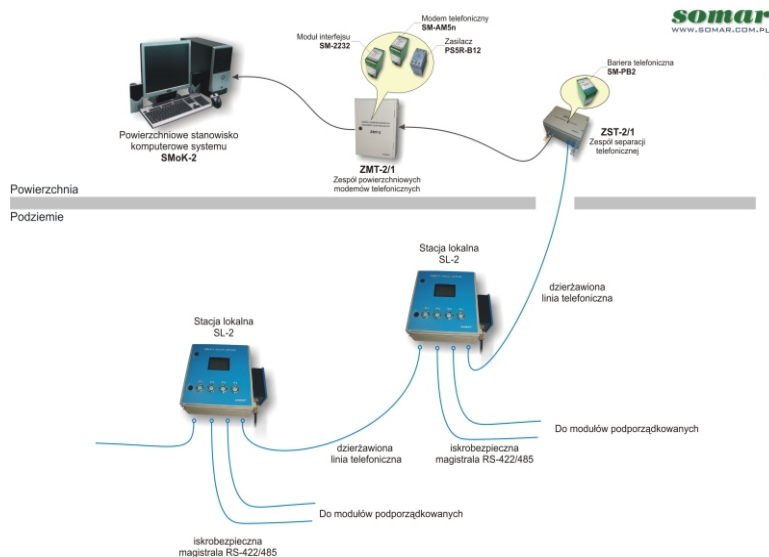 somar
WWW.SOMAR.COM.PL
Modem telefoniczny
SM-AM5n
Moduł interfejsu
SM-2232
Zasilacz
PS5R-B12
Bariera telefoniczna
SM-PB2
Powierzchniowe stanowisko
komputerowe systemu
SMoK-2
ZMT-2/1
Zespół powierzchniowych
modemów telefonicznych
ZST-2/1
Zespół separacji
telefonicznej
Powierzchnia
Podziemie
Stacja lokalna
SL-2
dzierżawiona
linia telefoniczna
Stacja lokalna
SL-2
Do modułów podporządkowanych
dzierżawiona
linia telefoniczna
iskrobezpieczna
magistrala RS-422/485
Do modułów podporządkowanych
iskrobezpieczna
magistrala RS-422/485